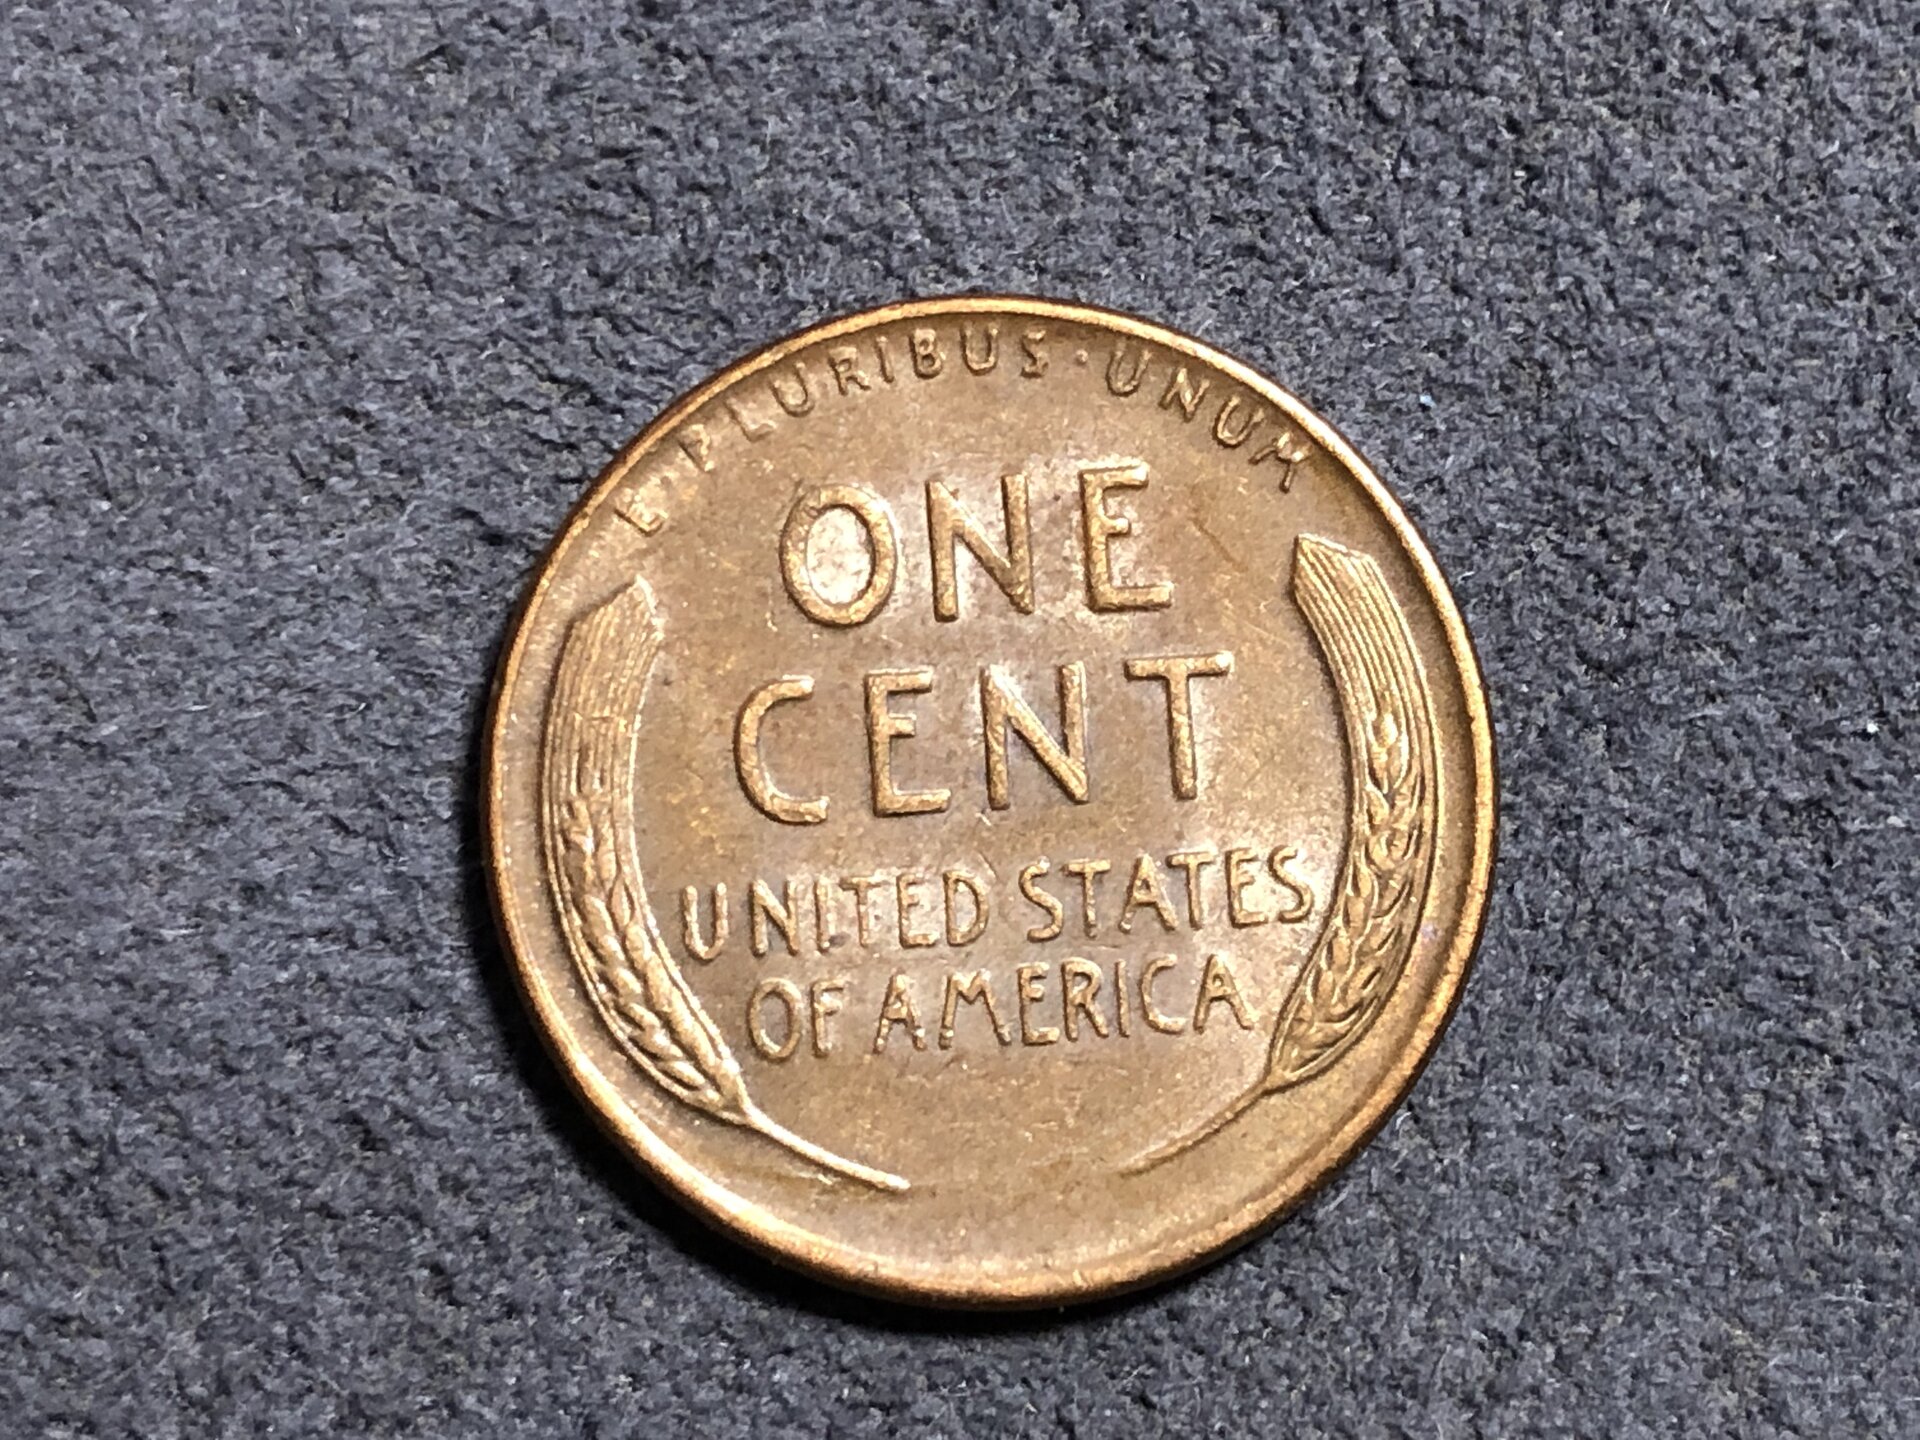 E·PLURIBUS·UNUM
ONE
CENT
UNITED STATES
OF AMERICA